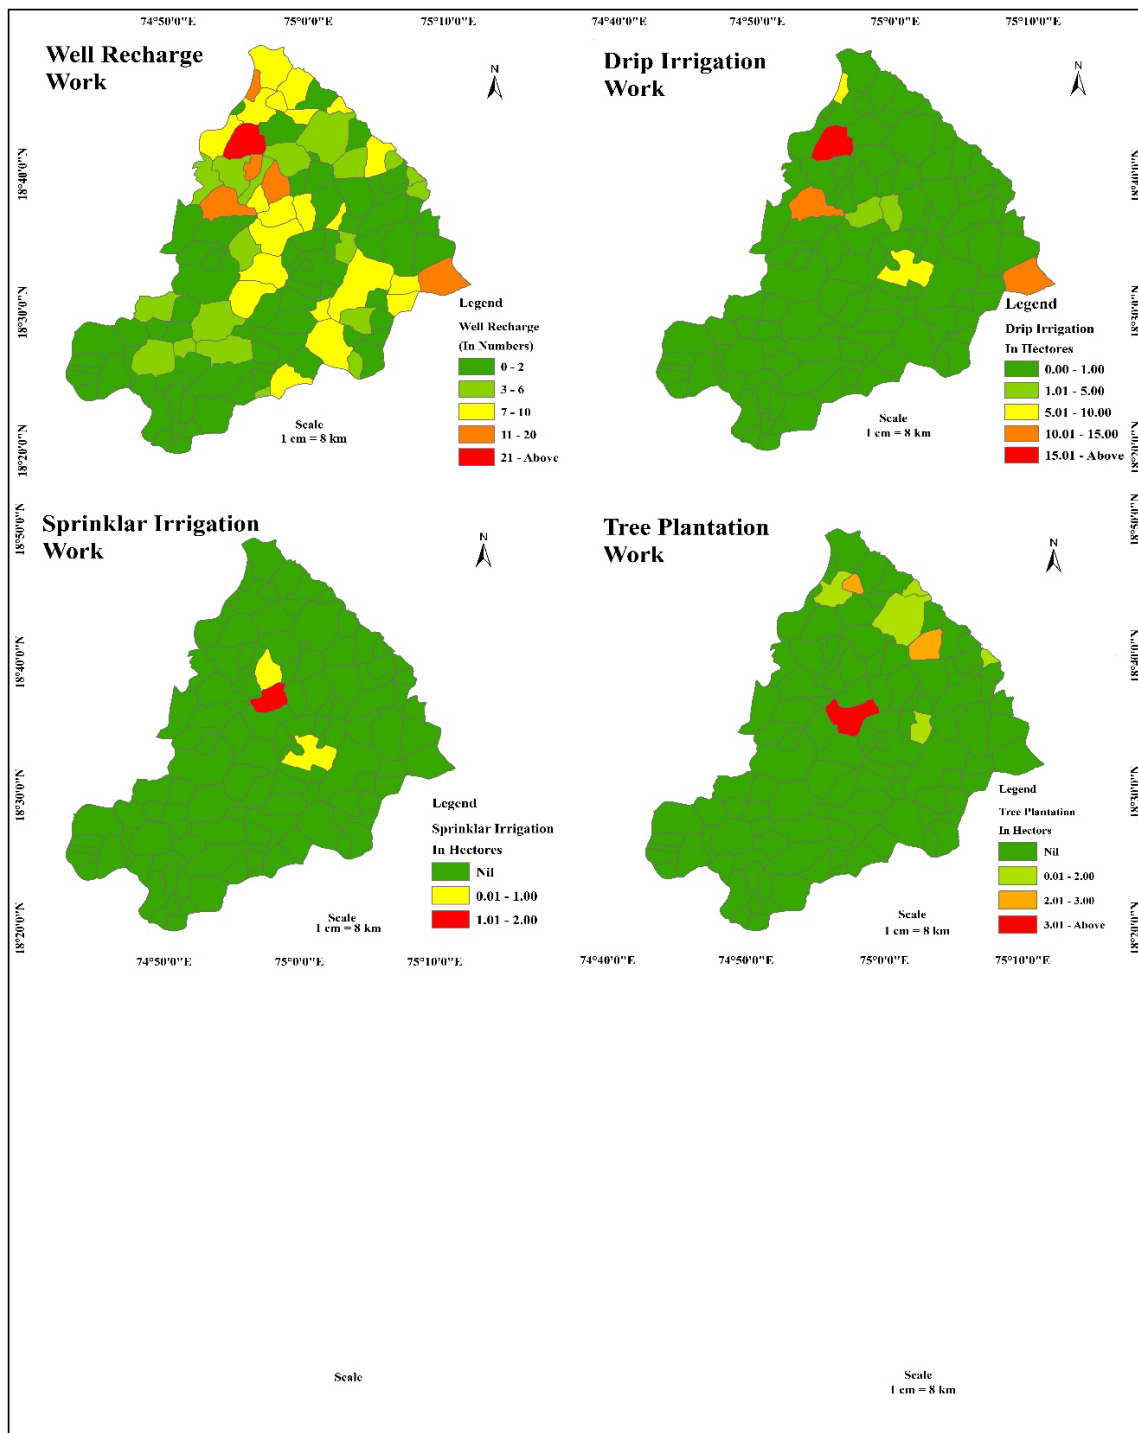 74°50'0"E 75°0'0"E 75°10'0"E 74°40'0"E 74°50'0"E 75°0'0"E 75°10'0"E
Well Recharge
Work
N
18°40'0"N
18°30'0"N
18°20'0"N
Legend
Well Recharge
(In Numbers)
0 - 2
3 - 6
7 - 10
11 - 20
21 - Above
Scale
1 cm = 8 km
Drip Irrigation
Work
N
18°40'0"N
18°30'0"N
18°20'0"N
Legend
Drip Irrigation
In Hectores
0.00 - 1.00
1.01 - 5.00
5.01 - 10.00
10.01 - 15.00
15.01 - Above
Scale
1 cm = 8 km
Sprinklar Irrigation
Work
N
18°50'0"N
18°40'0"N
18°30'0"N
18°20'0"N
Legend
Sprinklar Irrigation
In Hectores
Nil
0.01 - 1.00
1.01 - 2.00
Scale
1 cm = 8 km
Tree Plantation
Work
N
18°50'0"N
18°40'0"N
18°30'0"N
18°20'0"N
Legend
Tree Plantation
In Hectors
Nil
0.01 - 2.00
2.01 - 3.00
3.01 - Above
Scale
1 cm = 8 km
74°50'0"E 75°0'0"E 75°10'0"E 74°40'0"E 74°50'0"E 75°0'0"E 75°10'0"E
Scale
Scale
1 cm = 8 km